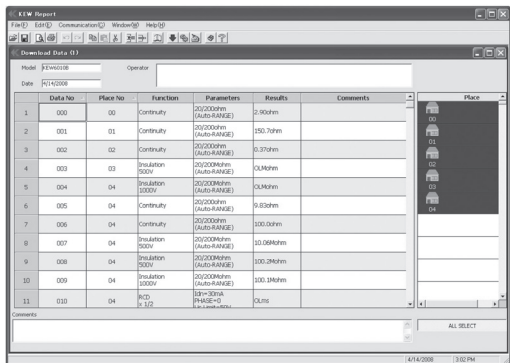 KEW Report
File(F) Edit(E) Communication(C) Window(W) Help(H)
Download Data (1)
Model KEW6010B Operator
Date 4/14/2008
Data No Place No Function Parameters Results Comments
1 000 00 Continuity 20/200ohm (Auto-RANGE) 2.90ohm
2 001 01 Continuity 20/200ohm (Auto-RANGE) 150.7ohm
3 002 02 Continuity 20/200ohm (Auto-RANGE) 0.37ohm
4 003 03 Insulation 500V 20/200Mohm (Auto-RANGE) OLMohm
5 004 04 Insulation 1000V 20/200Mohm (Auto-RANGE) OLMohm
6 005 04 Continuity 20/200ohm (Auto-RANGE) 9.83ohm
7 006 04 Continuity 20/200ohm (Auto-RANGE) 100.0ohm
8 007 04 Insulation 500V 20/200Mohm (Auto-RANGE) 10.06Mohm
9 008 04 Insulation 500V 20/200Mohm (Auto-RANGE) 100.2Mohm
10 009 04 Insulation 1000V 20/200Mohm (Auto-RANGE) 100.1Mohm
11 010 04 RCD x 1/2 Idn=30mA PHASE=0 OLms
Place
00
01
02
03
04
Comments
ALL SELECT
4/14/2008 3:02 PM